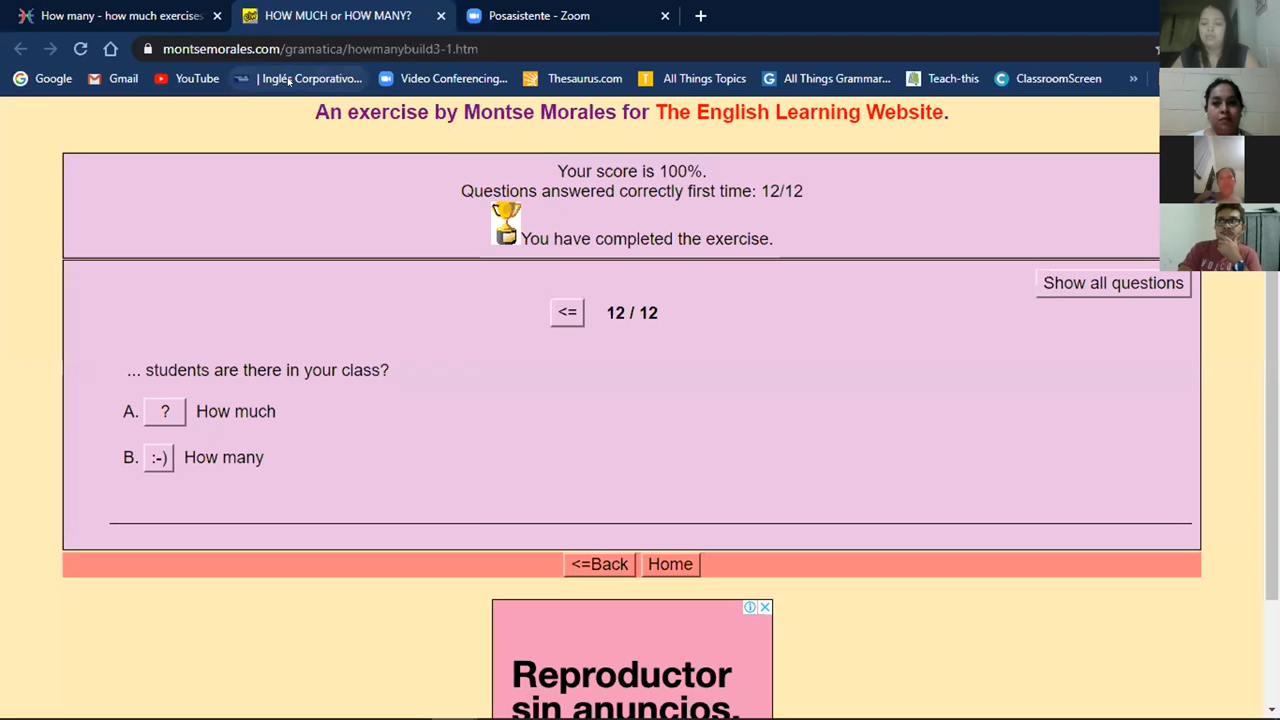 How many - how much exercises
HOW MUCH or HOW MANY?
Posasistente - Zoom
montsemorales.com/gramatica/howmanybuild3-1.htm
Google
Gmail
YouTube
| Inglés Corporativo...
Video Conferencing,...
Thesaurus.com
All Things Topics
All Things Grammar...
Teach-this
ClassroomScreen
»
An exercise by Montse Morales for The English Learning Website.
Your score is 100%.
Questions answered correctly first time: 12/12
You have completed the exercise.
Show all questions
<= 12 / 12
... students are there in your class?
A. ? How much
B. :-) How many
<=Back Home
Reproductor
sin anuncios.